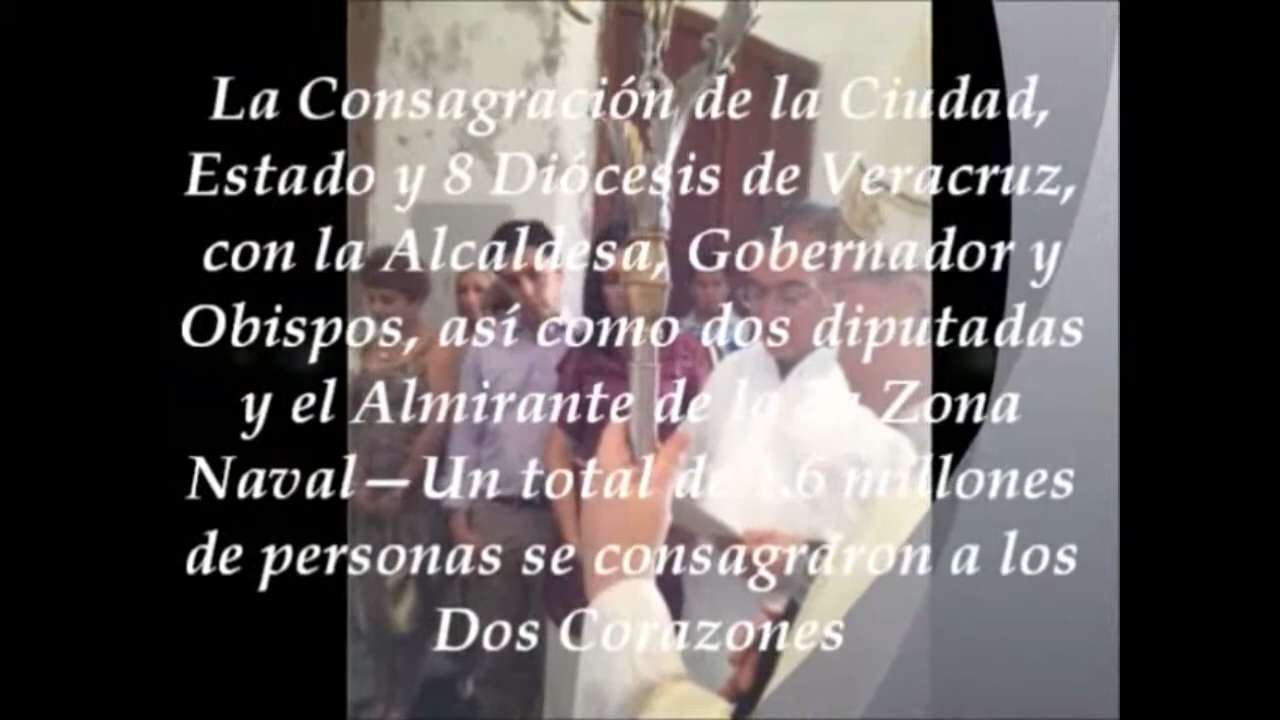 La Consagración de la Ciudad,
Estado y 8 Diócesis de Veracruz,
con la Alcaldesa, Gobernador y
Obispos, así como dos diputadas
y el Almirante de la Zona
Naval—Un total de millones
de personas se consagraron a los
Dos Corazones